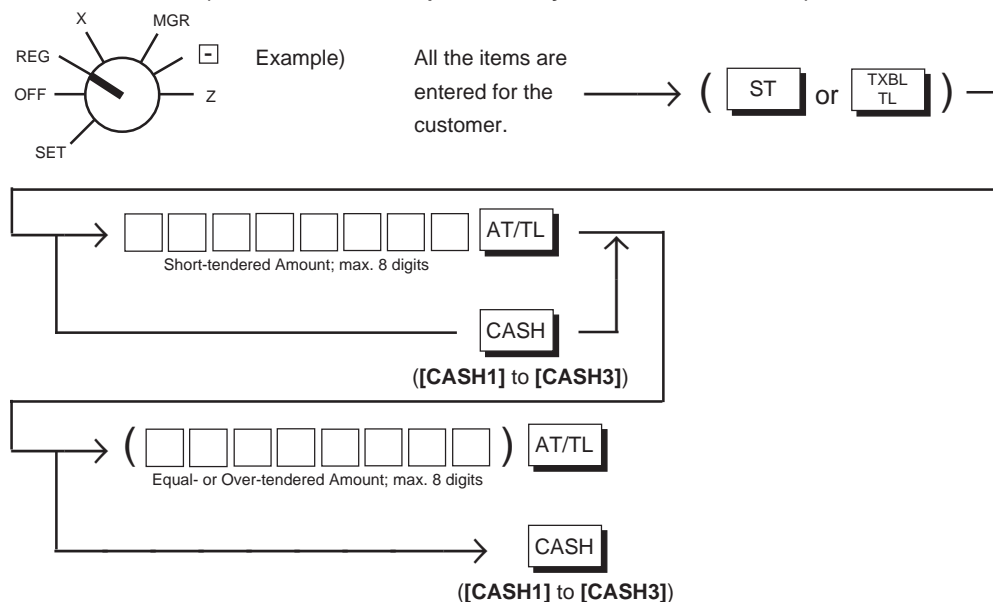 X
MGR
REG
-
OFF
Z
SET
Example)
All the items are
entered for the
customer.
( ST or TXBL TL )
AT/TL
Short-tendered Amount; max. 8 digits
CASH
([CASH1] to [CASH3])
( ) AT/TL
Equal- or Over-tendered Amount; max. 8 digits
CASH
([CASH1] to [CASH3])